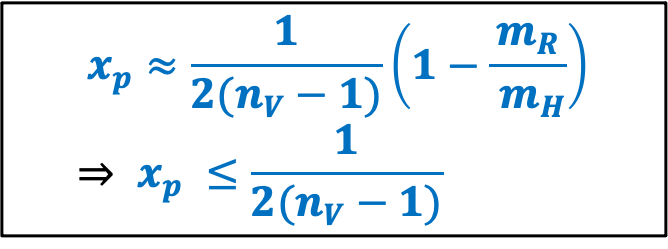 x_p ≈ 1/(2(n_V − 1)) (1 − m_R/m_H)
⇒ x_p ≤ 1/(2(n_V − 1))